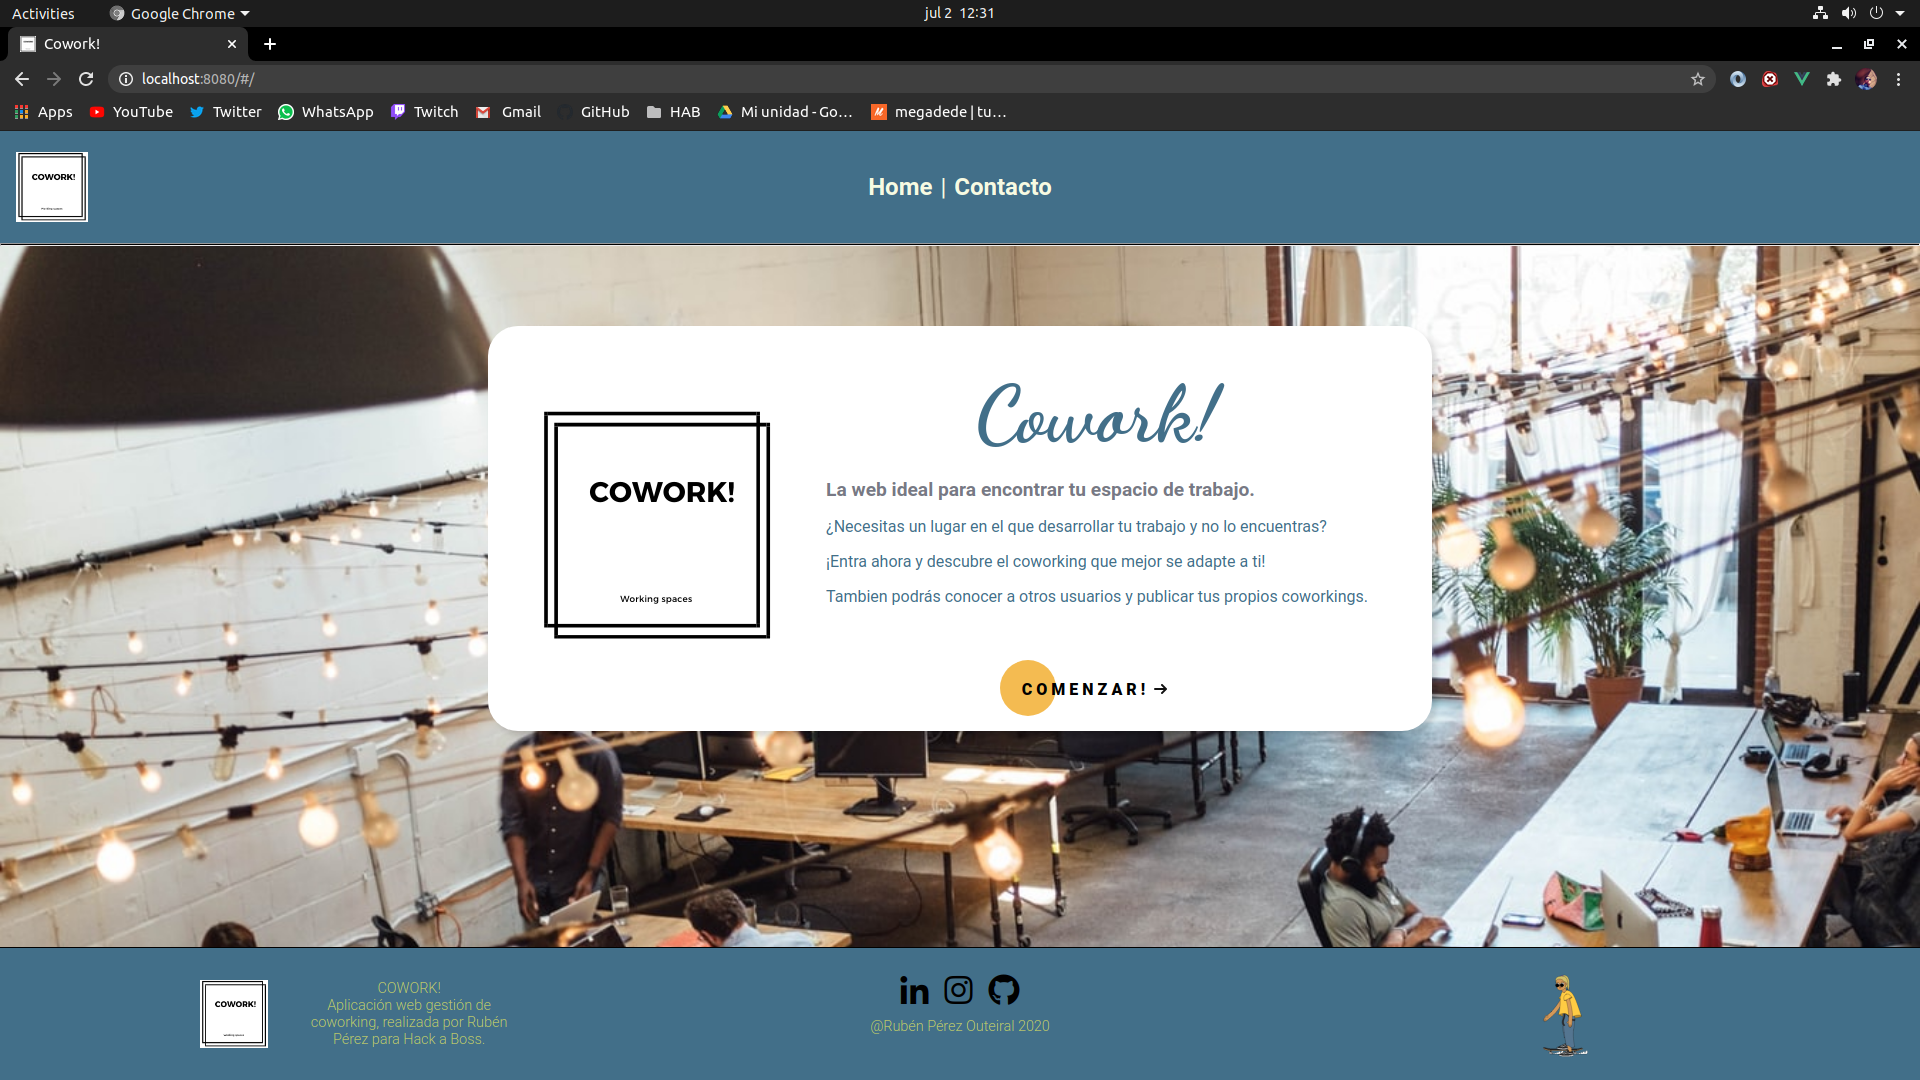 Activities
Google Chrome
jul 2 12:31
Cowork!
localhost:8080/#/
Apps
YouTube
Twitter
WhatsApp
Twitch
Gmail
GitHub
HAB
Mi unidad - Go…
megadede | tu…
COWORK!
Home | Contacto
COWORK!
Working spaces
Cowork!
La web ideal para encontrar tu espacio de trabajo.
¿Necesitas un lugar en el que desarrollar tu trabajo y no lo encuentras?
¡Entra ahora y descubre el coworking que mejor se adapte a ti!
Tambien podrás conocer a otros usuarios y publicar tus propios coworkings.
COMENZAR!
COWORK!
COWORK!
Aplicación web gestión de
coworking, realizada por Rubén
Pérez para Hack a Boss.
in
@Rubén Pérez Outeiral 2020